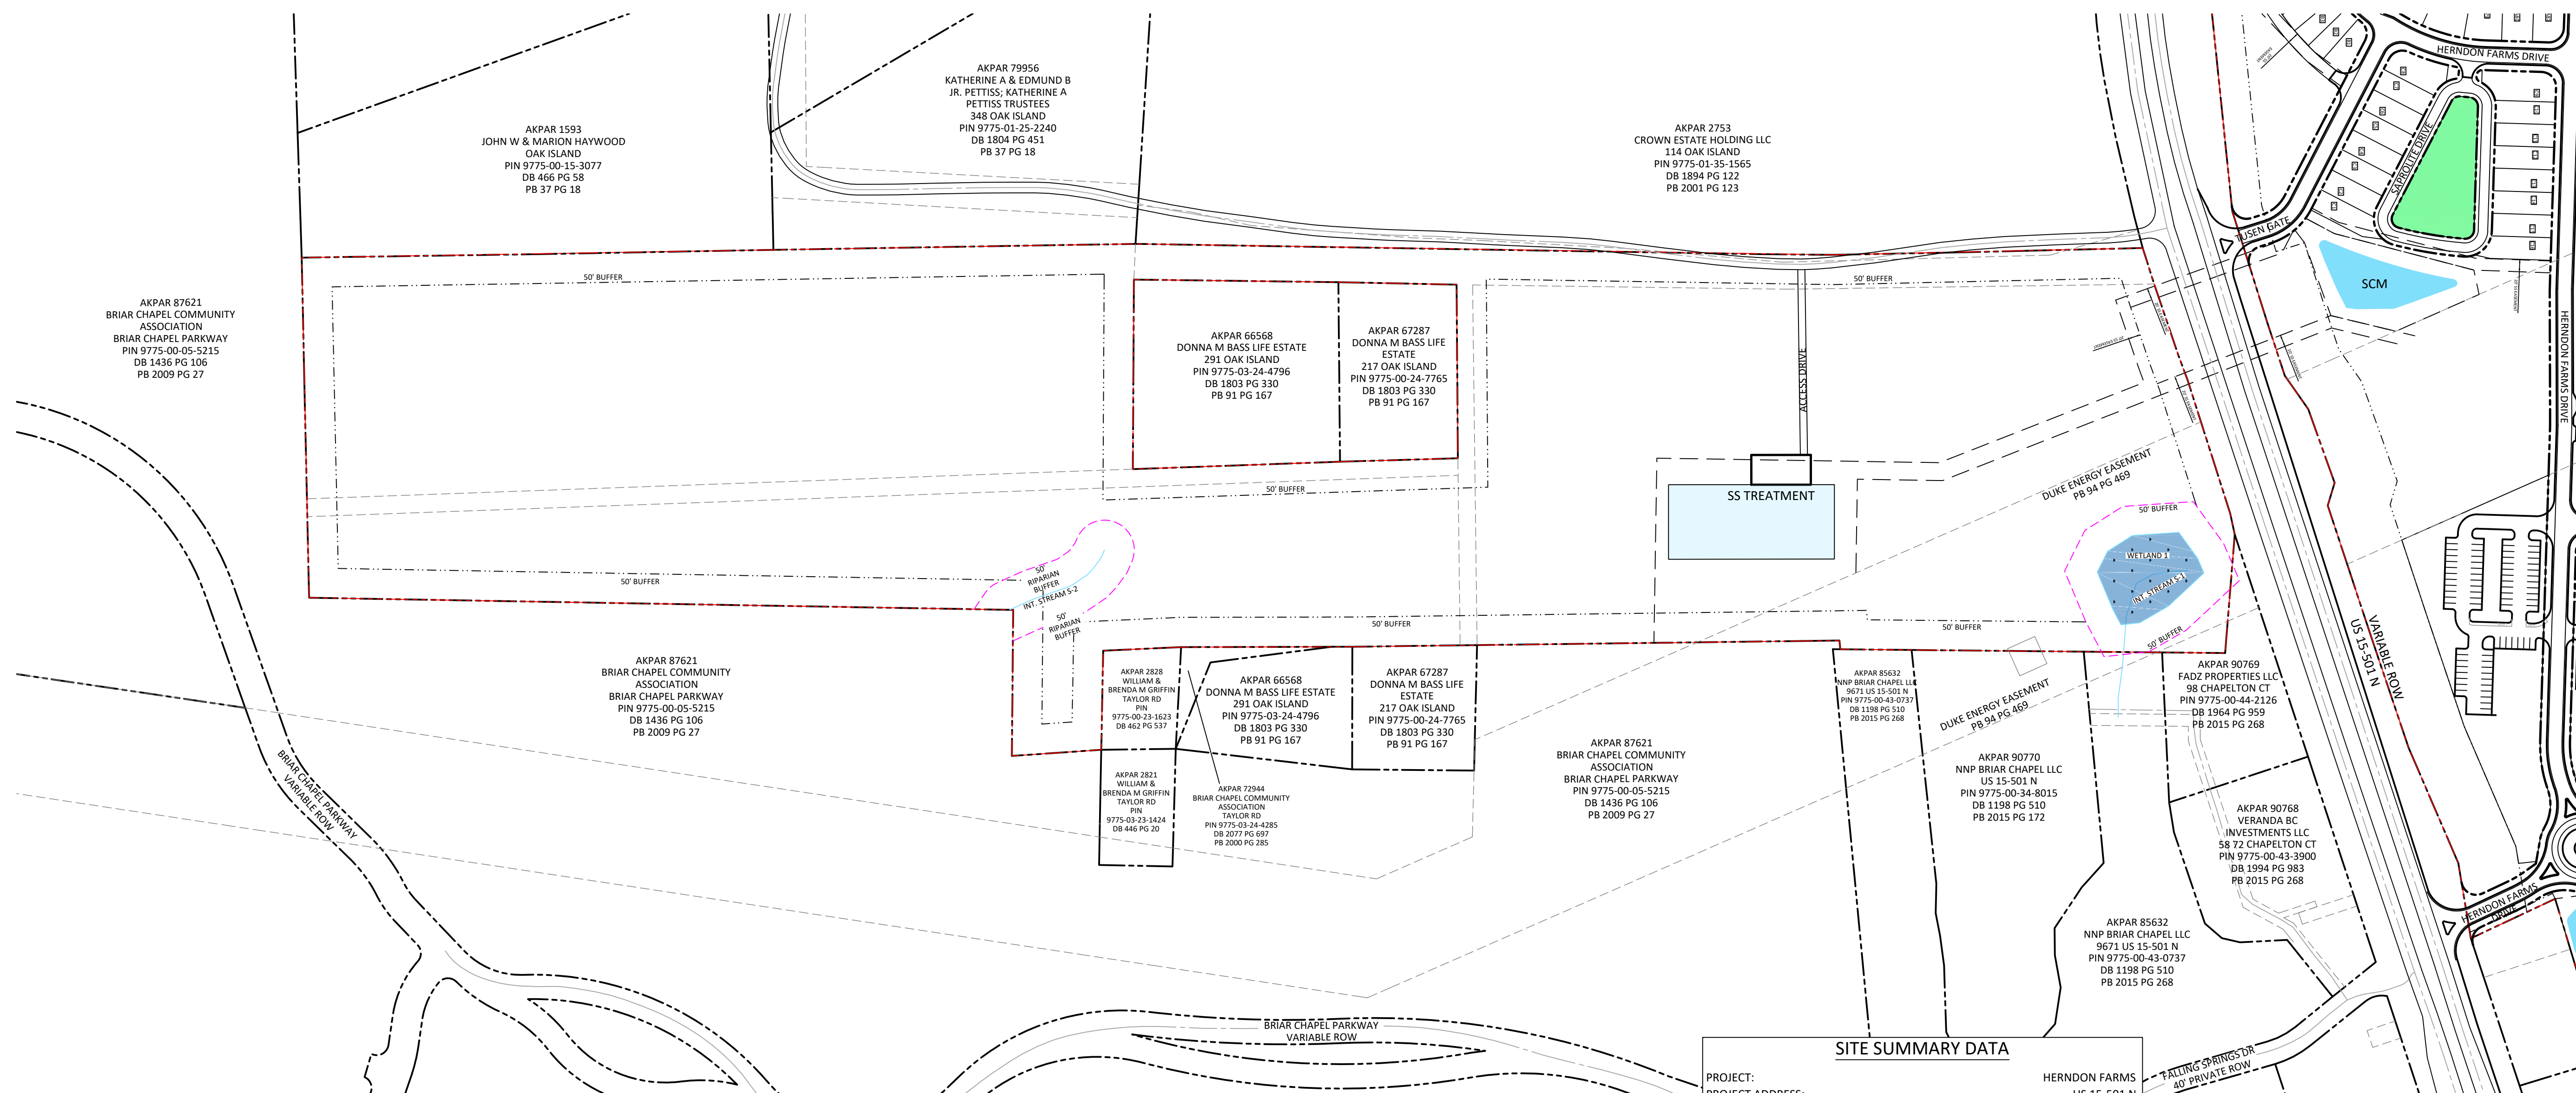 AKPAR 79956
KATHERINE A & EDMUND B
JR. PETTISS; KATHERINE A
PETTISS TRUSTEES
348 OAK ISLAND
PIN 9775-01-25-2240
DB 1804 PG 451
PB 37 PG 18
AKPAR 1593
JOHN W & MARION HAYWOOD
OAK ISLAND
PIN 9775-00-15-3077
DB 466 PG 58
PB 37 PG 18
AKPAR 2753
CROWN ESTATE HOLDING LLC
114 OAK ISLAND
PIN 9775-01-35-1565
DB 1894 PG 122
PB 2001 PG 123
HERNDON FARMS DRIVE
SAPROLITE DRIVE
TUSEN GATE
SCM
HERNDON FARMS DRIVE
50' BUFFER
50' BUFFER
AKPAR 87621
BRIAR CHAPEL COMMUNITY
ASSOCIATION
BRIAR CHAPEL PARKWAY
PIN 9775-00-05-5215
DB 1436 PG 106
PB 2009 PG 27
AKPAR 66568
DONNA M BASS LIFE ESTATE
291 OAK ISLAND
PIN 9775-03-24-4796
DB 1803 PG 330
PB 91 PG 167
AKPAR 67287
DONNA M BASS LIFE
ESTATE
217 OAK ISLAND
PIN 9775-00-24-7765
DB 1803 PG 330
PB 91 PG 167
ACCESS DRIVE
50' BUFFER
SS TREATMENT
DUKE ENERGY EASEMENT
PB 94 PG 469
50' BUFFER
WETLAND 1
INT. STREAM S-1
50' BUFFER
50' BUFFER
50'
RIPARIAN
BUFFER
INT. STREAM S-2
50'
RIPARIAN
BUFFER
50' BUFFER
50' BUFFER
VARIABLE ROW
US 15-501 N
AKPAR 87621
BRIAR CHAPEL COMMUNITY
ASSOCIATION
BRIAR CHAPEL PARKWAY
PIN 9775-00-05-5215
DB 1436 PG 106
PB 2009 PG 27
AKPAR 2828
WILLIAM &
BRENDA M GRIFFIN
TAYLOR RD
PIN
9775-00-23-1623
DB 462 PG 537
AKPAR 66568
DONNA M BASS LIFE ESTATE
291 OAK ISLAND
PIN 9775-03-24-4796
DB 1803 PG 330
PB 91 PG 167
AKPAR 67287
DONNA M BASS LIFE
ESTATE
217 OAK ISLAND
PIN 9775-00-24-7765
DB 1803 PG 330
PB 91 PG 167
AKPAR 85632
NNP BRIAR CHAPEL LLC
9671 US 15-501 N
PIN 9775-00-43-0737
DB 1198 PG 510
PB 2015 PG 268
DUKE ENERGY EASEMENT
PB 94 PG 469
AKPAR 90769
FADZ PROPERTIES LLC
98 CHAPELTON CT
PIN 9775-00-44-2126
DB 1964 PG 959
PB 2015 PG 268
AKPAR 2821
WILLIAM &
BRENDA M GRIFFIN
TAYLOR RD
PIN
9775-03-23-1424
DB 446 PG 20
AKPAR 72944
BRIAR CHAPEL COMMUNITY
ASSOCIATION
TAYLOR RD
PIN 9775-03-24-4285
DB 2077 PG 697
PB 2000 PG 285
AKPAR 87621
BRIAR CHAPEL COMMUNITY
ASSOCIATION
BRIAR CHAPEL PARKWAY
PIN 9775-00-05-5215
DB 1436 PG 106
PB 2009 PG 27
AKPAR 90770
NNP BRIAR CHAPEL LLC
US 15-501 N
PIN 9775-00-34-8015
DB 1198 PG 510
PB 2015 PG 172
AKPAR 90768
VERANDA BC
INVESTMENTS LLC
58 72 CHAPELTON CT
PIN 9775-00-43-3900
DB 1994 PG 983
PB 2015 PG 268
BRIAR CHAPEL PARKWAY
VARIABLE ROW
HERNDON FARMS
DRIVE
AKPAR 85632
NNP BRIAR CHAPEL LLC
9671 US 15-501 N
PIN 9775-00-43-0737
DB 1198 PG 510
PB 2015 PG 268
BRIAR CHAPEL PARKWAY
VARIABLE ROW
FALLING SPRINGS DR
40' PRIVATE ROW
SITE SUMMARY DATA
PROJECT: HERNDON FARMS
PROJECT ADDRESS: US 15-501 N